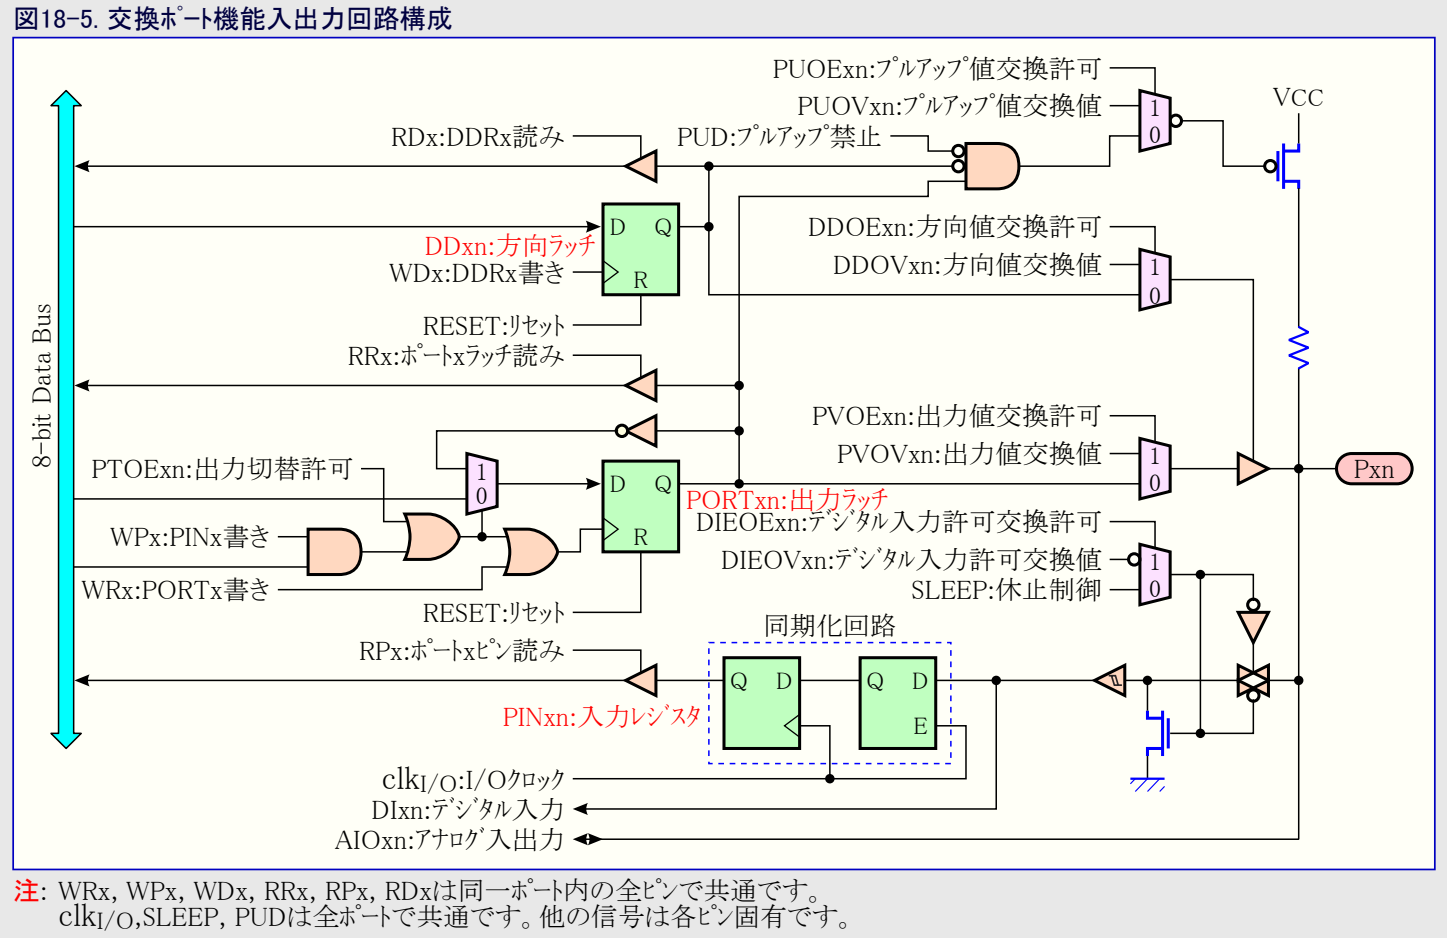 図18-5. 交換ﾎﾟｰﾄ機能入出力回路構成
PUOExn:ﾌﾟﾙｱｯﾌﾟ値交換許可
PUOVxn:ﾌﾟﾙｱｯﾌﾟ値交換値
1
0
VCC
RDx:DDRx読み
PUD:ﾌﾟﾙｱｯﾌﾟ禁止
D
Q
R
DDxn:方向ﾗｯﾁ
WDx:DDRx書き
DDOExn:方向値交換許可
DDOVxn:方向値交換値
1
0
RESET:ﾘｾｯﾄ
RRx:ﾎﾟｰﾄxﾗｯﾁ読み
8-bit Data Bus
PVOExn:出力値交換許可
PVOVxn:出力値交換値
1
0
Pxn
PTOExn:出力切替許可
1
0
D
Q
R
PORTxn:出力ﾗｯﾁ
DIEOExn:ﾃﾞｼﾞﾀﾙ入力許可交換許可
WPx:PINx書き
DIEOVxn:ﾃﾞｼﾞﾀﾙ入力許可交換値
1
0
WRx:PORTx書き
SLEEP:休止制御
RESET:ﾘｾｯﾄ
同期化回路
RPx:ﾎﾟｰﾄxﾋﾟﾝ読み
Q
D
Q
D
E
PINxn:入力ﾚｼﾞｽﾀ
clkI/O:I/Oｸﾛｯｸ
DIxn:ﾃﾞｼﾞﾀﾙ入力
AIOxn:ｱﾅﾛｸﾞ入出力
注: WRx, WPx, WDx, RRx, RPx, RDxは同一ﾎﾟｰﾄ内の全ﾋﾟﾝで共通です。
clkI/O,SLEEP, PUDは全ﾎﾟｰﾄで共通です。他の信号は各ﾋﾟﾝ固有です。